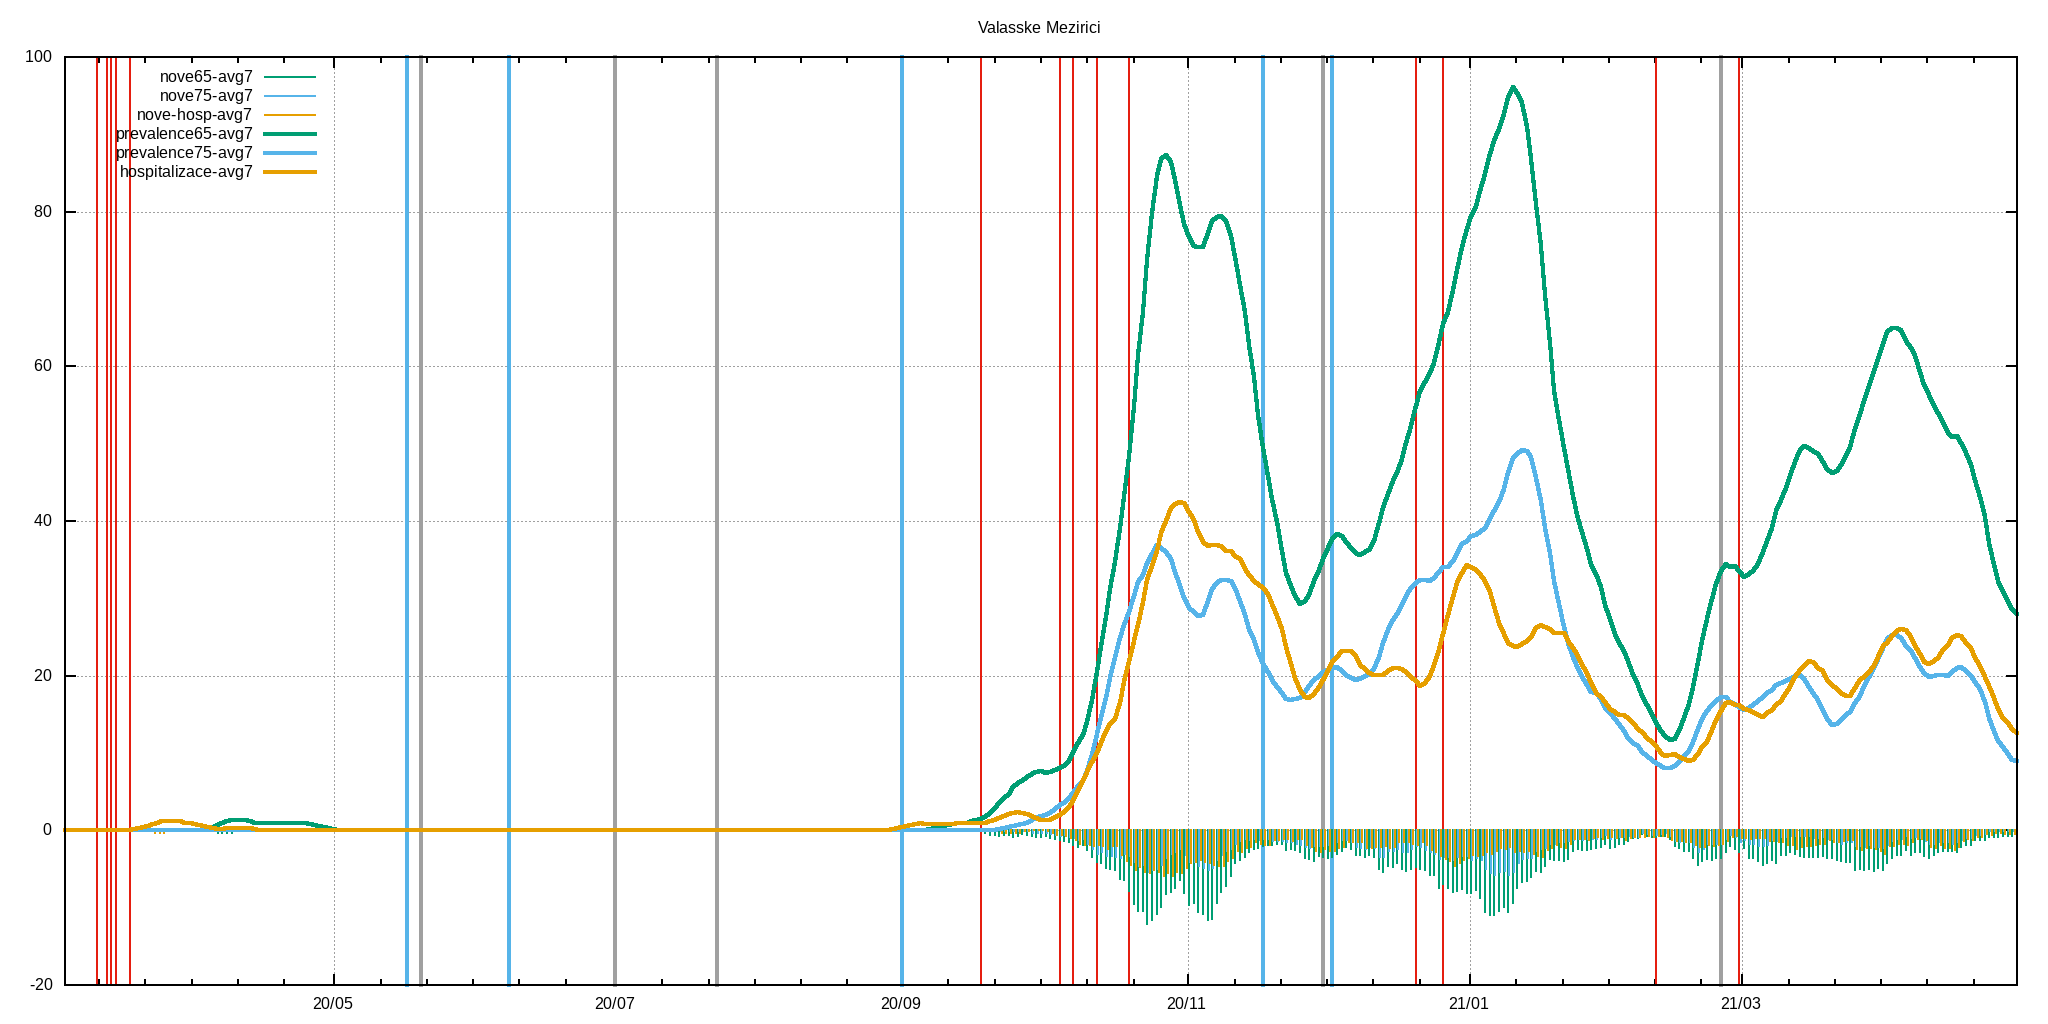 Valasske Mezirici
100
80
60
40
20
0
-20
nove65-avg7
nove75-avg7
nove-hosp-avg7
prevalence65-avg7
prevalence75-avg7
hospitalizace-avg7
20/05
20/07
20/09
20/11
21/01
21/03